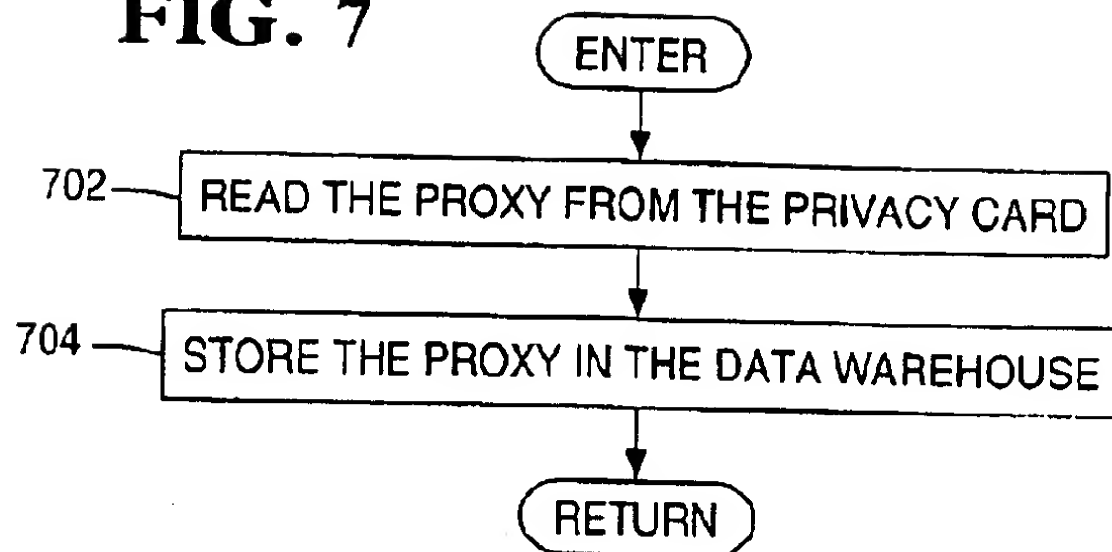 FIG. 7
ENTER
702 READ THE PROXY FROM THE PRIVACY CARD
704 STORE THE PROXY IN THE DATA WAREHOUSE
RETURN